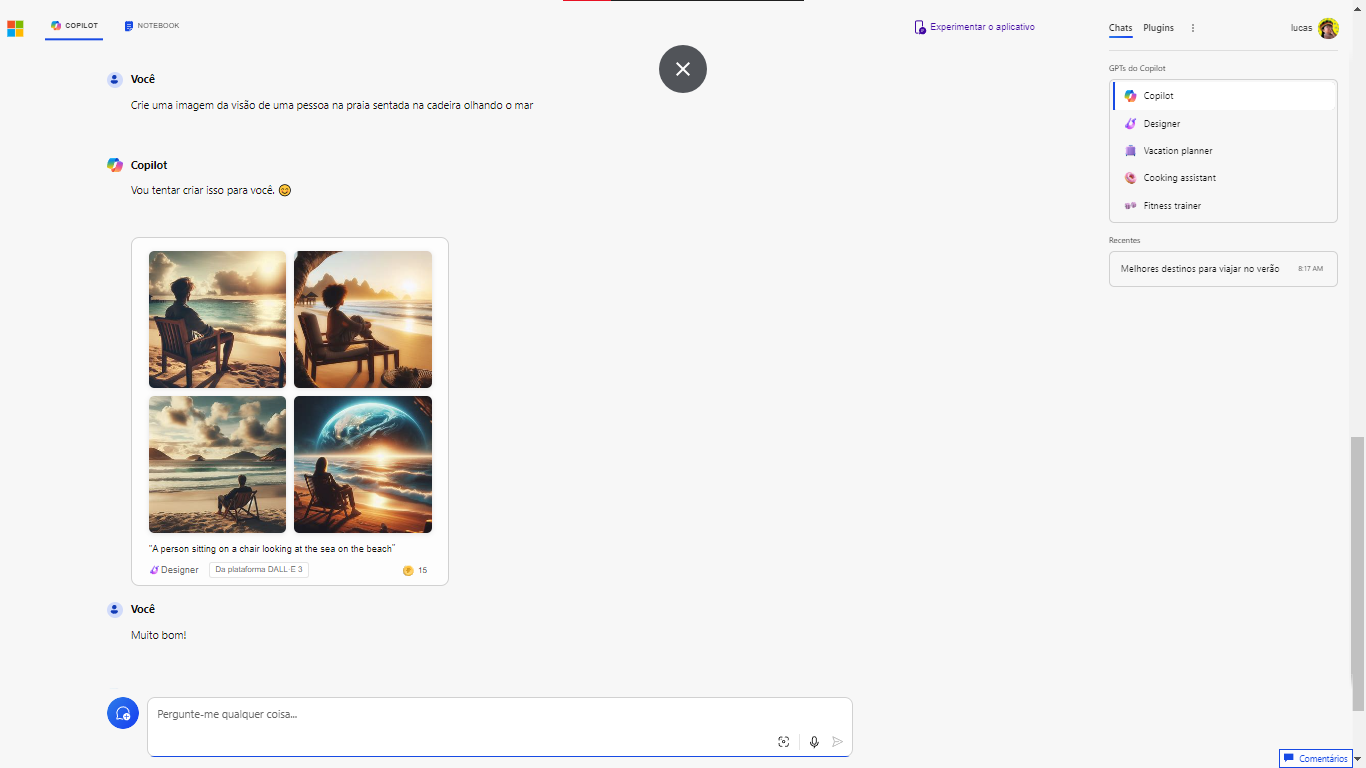 COPILOT
NOTEBOOK
Experimentar o aplicativo
Chats Plugins
lucas
Você
Crie uma imagem da visão de uma pessoa na praia sentada na cadeira olhando o mar
Copilot
Vou tentar criar isso para você. 😊
"A person sitting on a chair looking at the sea on the beach"
Designer
Da plataforma DALL·E 3
15
Você
Muito bom!
Pergunte-me qualquer coisa...
GPTs do Copilot
Copilot
Designer
Vacation planner
Cooking assistant
Fitness trainer
Recentes
Melhores destinos para viajar no verão 8:17 AM
Comentários